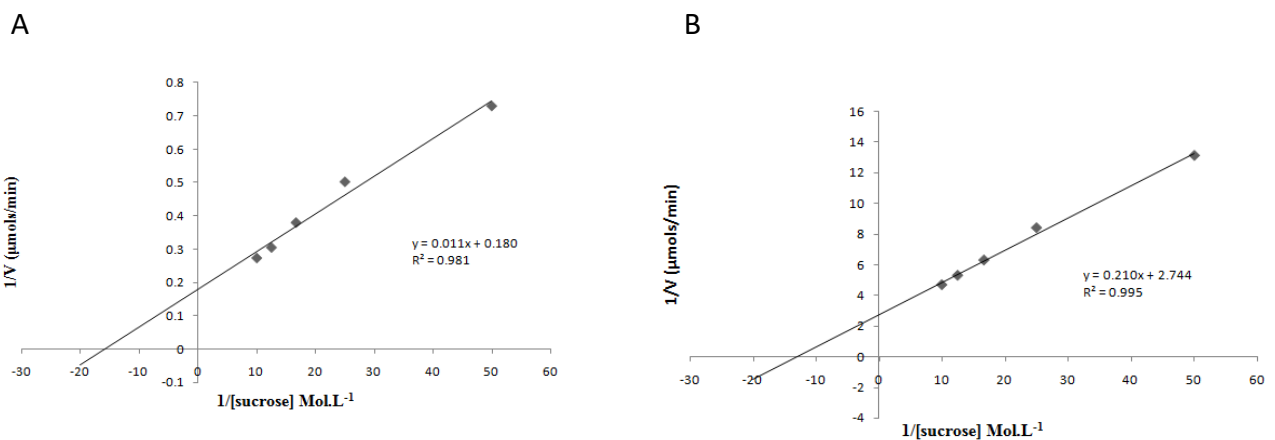 A
0.8
0.7
0.6
0.5
0.4
0.3
0.2
0.1
0
-0.1
-30 -20 -10 0 10 20 30 40 50 60
1/V (µmols/min)
1/[sucrose] Mol.L-1
y = 0.011x + 0.180
R² = 0.981
B
16
14
12
10
8
6
4
2
0
-2
-4
-30 -20 -10 0 10 20 30 40 50 60
1/V (µmols/min)
1/[sucrose] Mol.L-1
y = 0.210x + 2.744
R² = 0.995